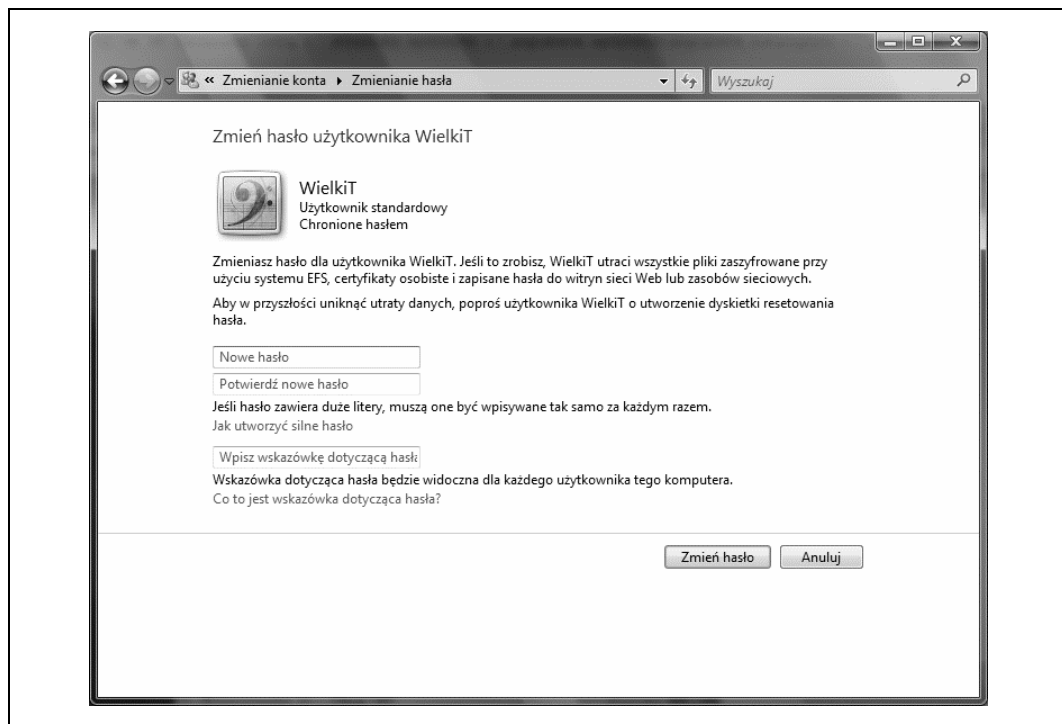 « Zmienianie konta ▸ Zmienianie hasła
Wyszukaj
Zmień hasło użytkownika WielkiT
WielkiT
Użytkownik standardowy
Chronione hasłem
Zmieniasz hasło dla użytkownika WielkiT. Jeśli to zrobisz, WielkiT utraci wszystkie pliki zaszyfrowane przy
użyciu systemu EFS, certyfikaty osobiste i zapisane hasła do witryn sieci Web lub zasobów sieciowych.
Aby w przyszłości uniknąć utraty danych, poproś użytkownika WielkiT o utworzenie dyskietki resetowania
hasła.
Nowe hasło
Potwierdź nowe hasło
Jeśli hasło zawiera duże litery, muszą one być wpisywane tak samo za każdym razem.
Jak utworzyć silne hasło
Wpisz wskazówkę dotyczącą hasła
Wskazówka dotycząca hasła będzie widoczna dla każdego użytkownika tego komputera.
Co to jest wskazówka dotycząca hasła?
Zmień hasło
Anuluj